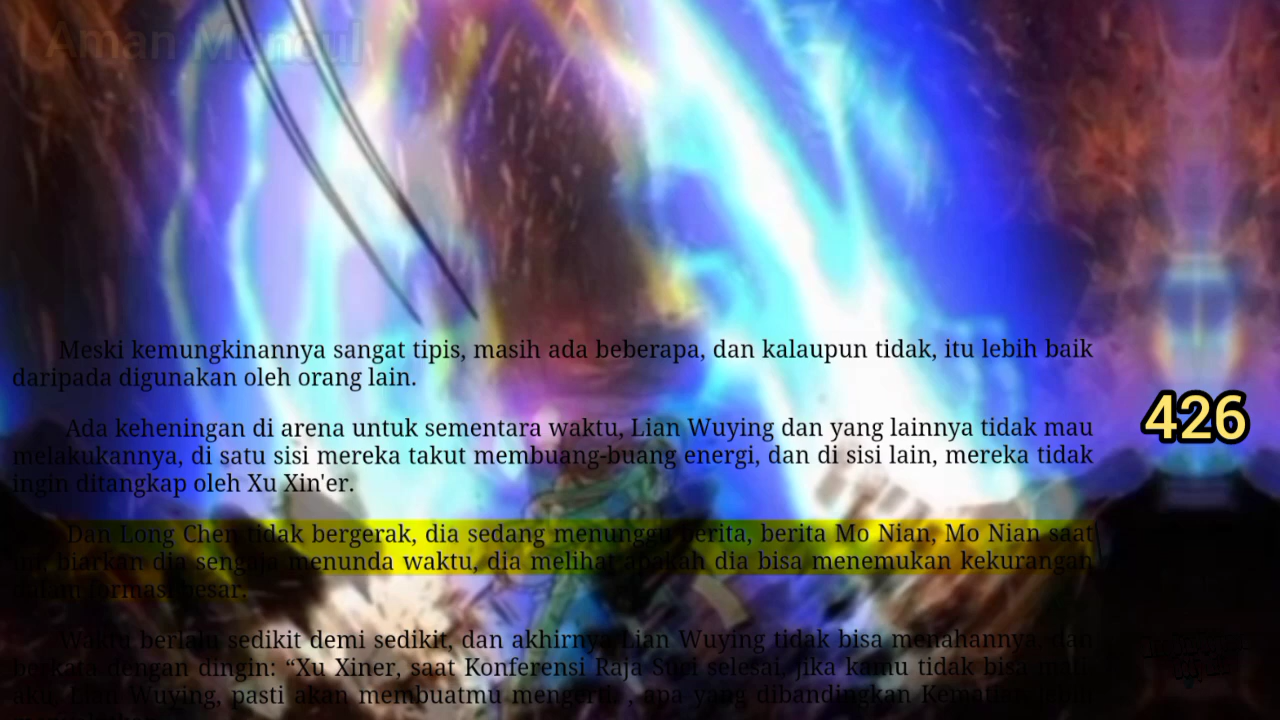 Aman Muncul
Meski kemungkinannya sangat tipis, masih ada beberapa, dan kalaupun tidak, itu lebih baik
daripada digunakan oleh orang lain.
Ada keheningan di arena untuk sementara waktu, Lian Wuying dan yang lainnya tidak mau
melakukannya, di satu sisi mereka takut membuang-buang energi, dan di sisi lain, mereka tidak
ingin ditangkap oleh Xu Xin'er.
426
Dan Long Chen tidak bergerak, dia sedang menunggu berita, berita Mo Nian, Mo Nian saat
ini, biarkan dia sengaja menunda waktu, dia melihat apakah dia bisa menemukan kekurangan
dalam formasi besar.
Waktu berlalu sedikit demi sedikit, dan akhirnya Lian Wuying tidak bisa menahannya, dan
berkata dengan dingin: “Xu Xiner, saat Konferensi Raja Suci selesai, jika kamu tidak bisa
aku, Lian Wuying, pasti akan membuatmu mengerti. , apa yang dibandingkan